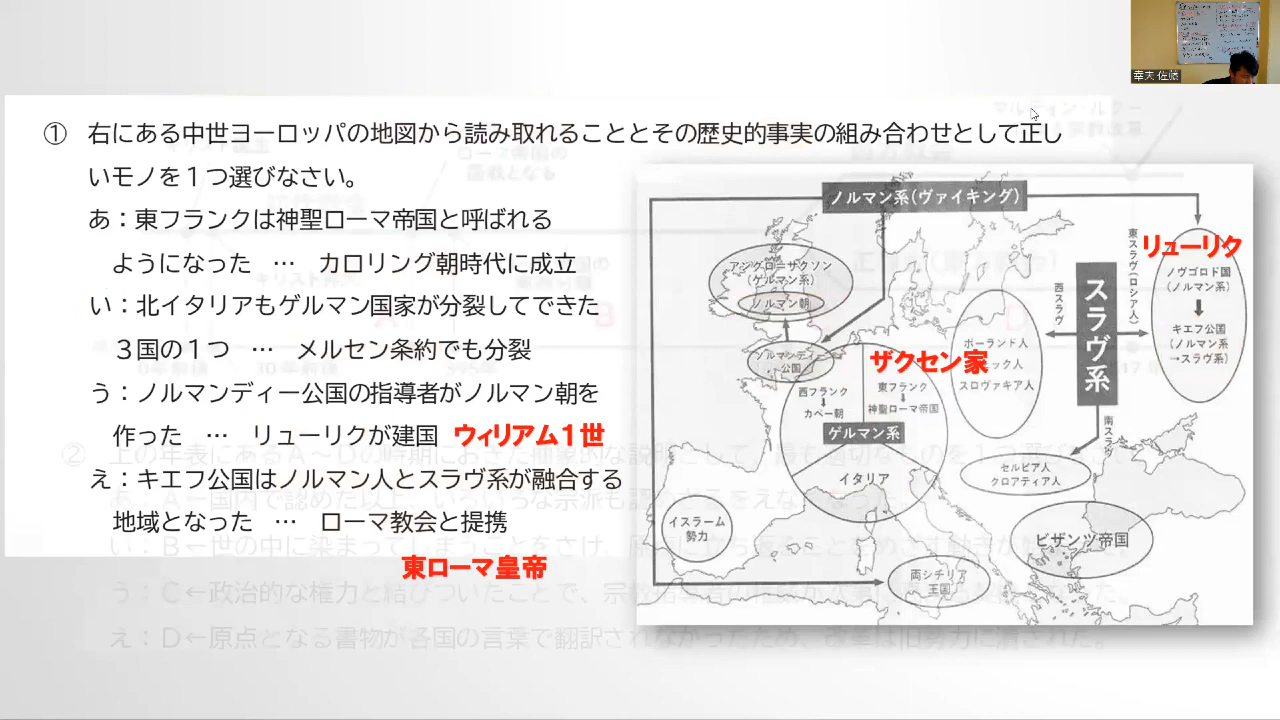 幸夫 佐藤
① 右にある中世ヨーロッパの地図から読み取れることとその歴史的事実の組み合わせとして正し
いモノを１つ選びなさい。
あ：東フランクは神聖ローマ帝国と呼ばれる
ようになった … カロリング朝時代に成立
い：北イタリアもゲルマン国家が分裂してできた
３国の１つ … メルセン条約でも分裂
う：ノルマンディー公国の指導者がノルマン朝を
作った … リューリクが建国 ウィリアム１世
え：キエフ公国はノルマン人とスラヴ系が融合する
地域となった … ローマ教会と提携
東ローマ皇帝
ノルマン系(ヴァイキング)
アングロ＝サクソン
(ゲルマン系)
ノルマン朝
ノルマンディー
公国
ザクセン家
西フランク
カペー朝
東フランク
神聖ローマ帝国
ゲルマン系
イタリア
イスラーム
勢力
両シチリア
王国
ポーランド人
ック人
スロヴァキア人
西スラヴ
スラヴ系
東スラヴ(ロシア人)
リューリク
ノヴゴロド国
(ノルマン系)
キエフ公国
(ノルマン系
→スラヴ系)
南スラヴ
セルビア人
クロアティア人
ビザンツ帝国
② 上の年表にあるＡ～Ｄの時期におきた
え：Ｄ←原点となる書物が各国の言葉で翻訳されなかったため、改革は旧勢力に潰された。